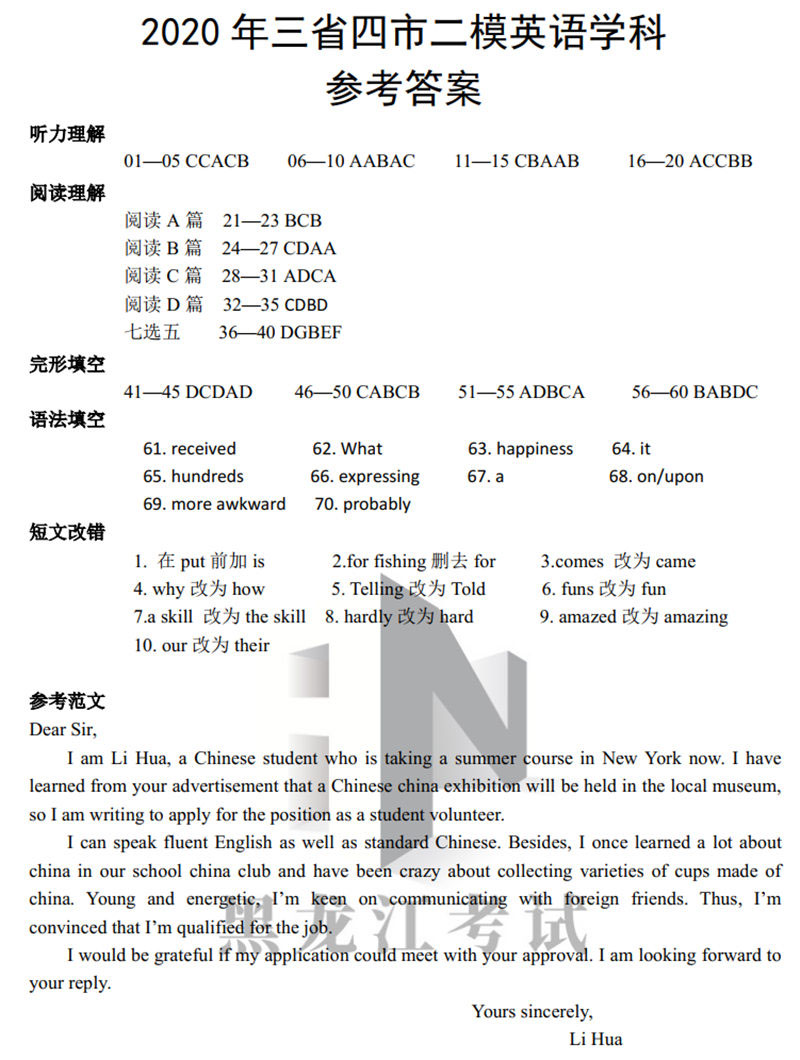 2020 年三省四市二模英语学科
参考答案
听力理解
01—05 CCACB 06—10 AABAC 11—15 CBAAB 16—20 ACCBB
阅读理解
阅读 A 篇 21—23 BCB
阅读 B 篇 24—27 CDAA
阅读 C 篇 28—31 ADCA
阅读 D 篇 32—35 CDBD
七选五 36—40 DGBEF
完形填空
41—45 DCDAD 46—50 CABCB 51—55 ADBCA 56—60 BABDC
语法填空
61. received 62. What 63. happiness 64. it
65. hundreds 66. expressing 67. a 68. on/upon
69. more awkward 70. probably
短文改错
1. 在 put 前加 is 2.for fishing 删去 for 3.comes 改为 came
4. why 改为 how 5. Telling 改为 Told 6. funs 改为 fun
7.a skill 改为 the skill 8. hardly 改为 hard 9. amazed 改为 amazing
10. our 改为 their
参考范文
Dear Sir,
I am Li Hua, a Chinese student who is taking a summer course in New York now. I have
learned from your advertisement that a Chinese china exhibition will be held in the local museum,
so I am writing to apply for the position as a student volunteer.
I can speak fluent English as well as standard Chinese. Besides, I once learned a lot about
china in our school china club and have been crazy about collecting varieties of cups made of
china. Young and energetic, I'm keen on communicating with foreign friends. Thus, I'm
convinced that I'm qualified for the job.
黑龙江考试
I would be grateful if my application could meet with your approval. I am looking forward to
your reply.
Yours sincerely,
Li Hua